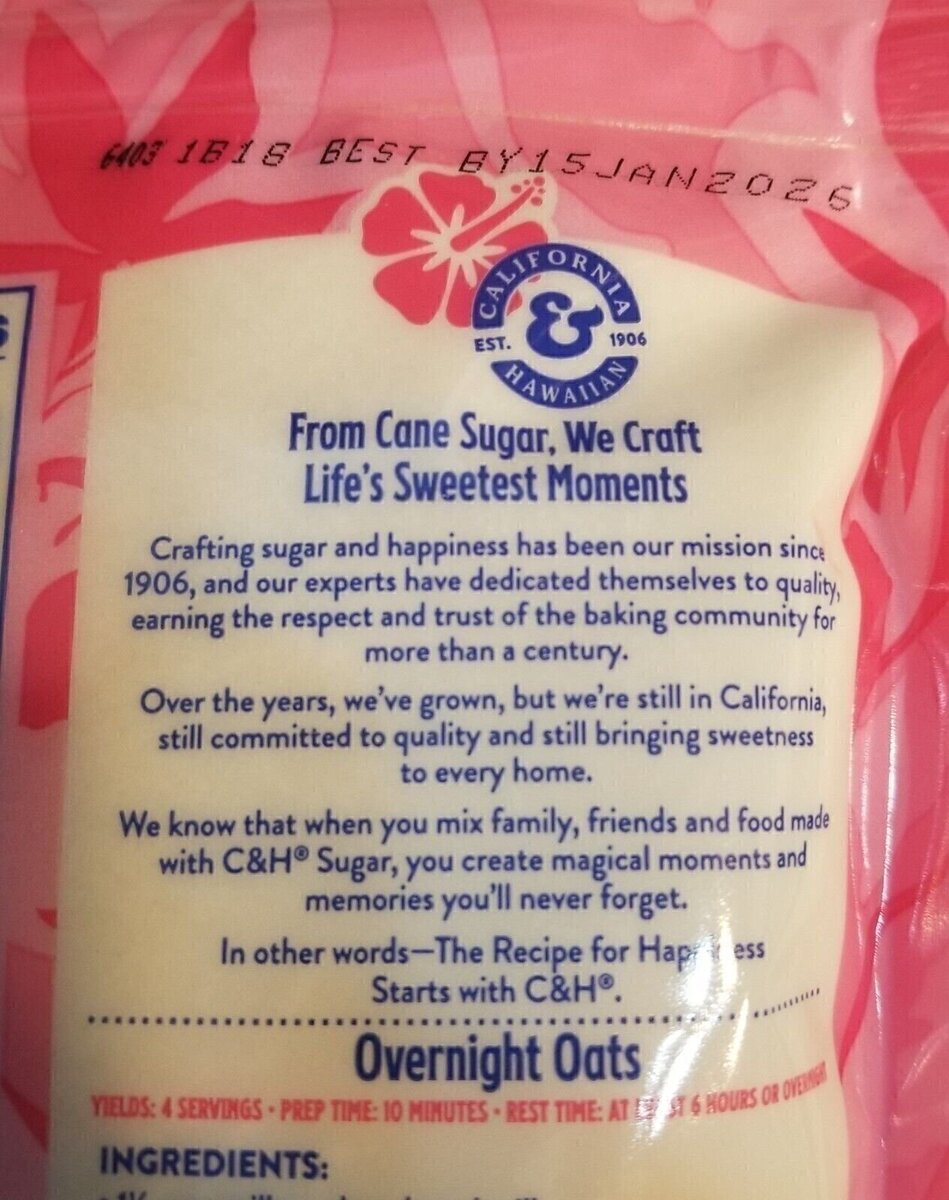 6403 1B18 BEST BY15JAN2026
CALIFORNIA
&
EST. 1906
HAWAIIAN
From Cane Sugar, We Craft
Life's Sweetest Moments
Crafting sugar and happiness has been our mission since
1906, and our experts have dedicated themselves to quality,
earning the respect and trust of the baking community for
more than a century.
Over the years, we've grown, but we're still in California,
still committed to quality and still bringing sweetness
to every home.
We know that when you mix family, friends and food made
with C&H® Sugar, you create magical moments and
memories you'll never forget.
In other words—The Recipe for Happiness
Starts with C&H®.
Overnight Oats
YIELDS: 4 SERVINGS • PREP TIME: 10 MINUTES • REST TIME: AT LEAST 6 HOURS OR OVERNIGHT
INGREDIENTS: